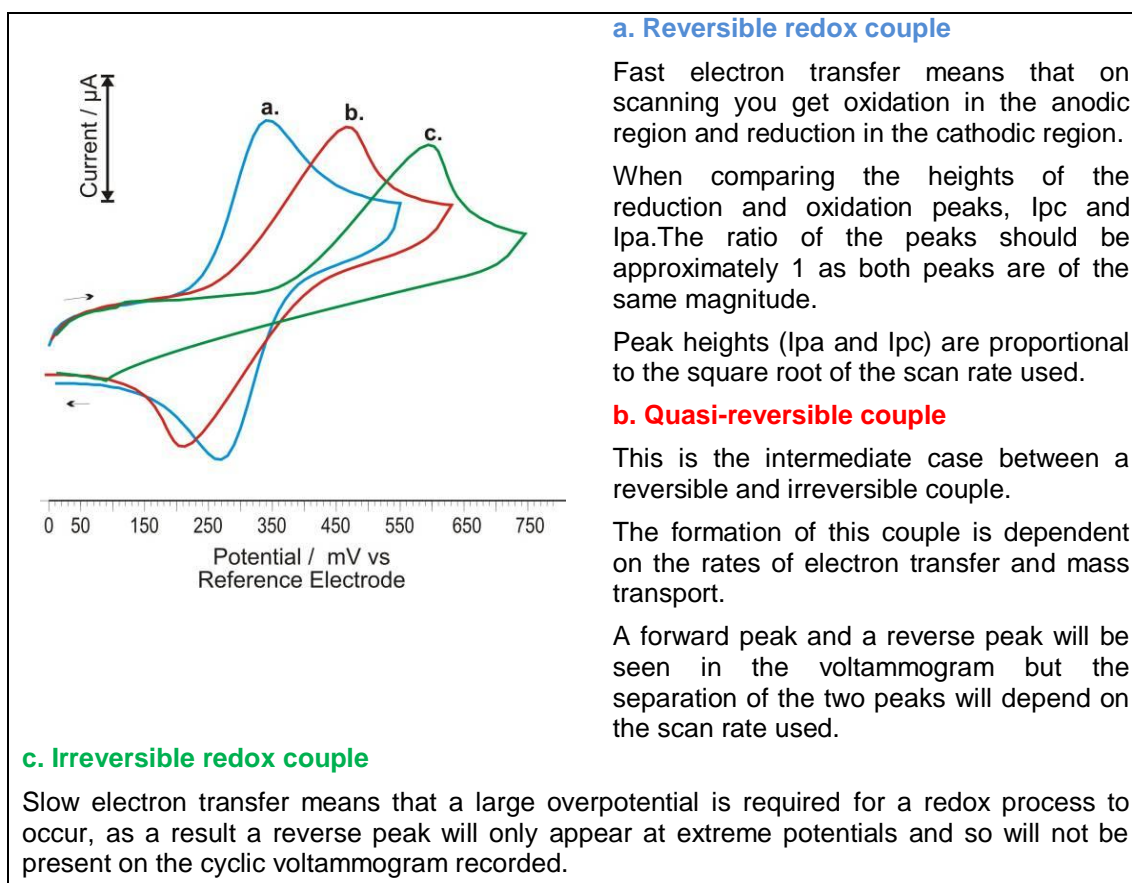 a. Reversible redox couple
Fast electron transfer means that on
scanning you get oxidation in the anodic
region and reduction in the cathodic region.
When comparing the heights of the
reduction and oxidation peaks, Ipc and
Ipa.The ratio of the peaks should be
approximately 1 as both peaks are of the
same magnitude.
Peak heights (Ipa and Ipc) are proportional
to the square root of the scan rate used.
b. Quasi-reversible couple
This is the intermediate case between a
reversible and irreversible couple.
The formation of this couple is dependent
on the rates of electron transfer and mass
transport.
A forward peak and a reverse peak will be
seen in the voltammogram but the
separation of the two peaks will depend on
the scan rate used.
Current / µA
a.
b.
c.
0 50 150 250 350 450 550 650 750
Potential / mV vs
Reference Electrode
c. Irreversible redox couple
Slow electron transfer means that a large overpotential is required for a redox process to
occur, as a result a reverse peak will only appear at extreme potentials and so will not be
present on the cyclic voltammogram recorded.